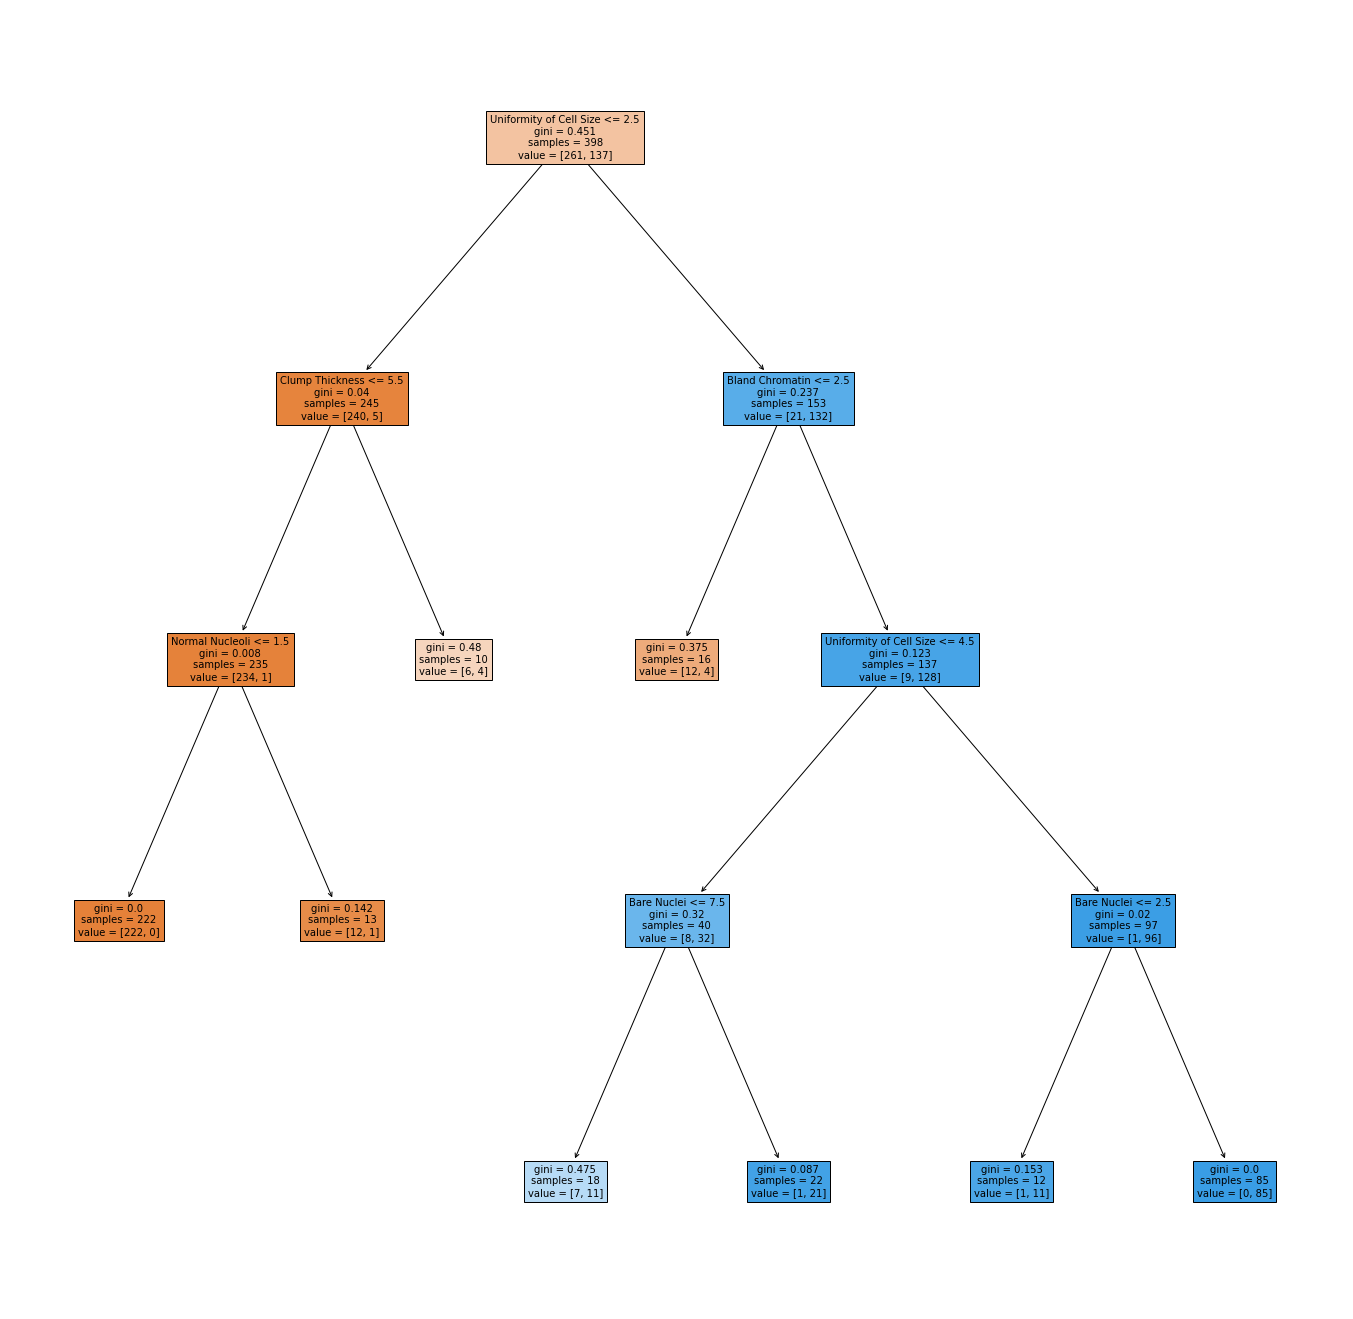 Uniformity of Cell Size <= 2.5
gini = 0.451
samples = 398
value = [261, 137]
Clump Thickness <= 5.5
gini = 0.04
samples = 245
value = [240, 5]
Bland Chromatin <= 2.5
gini = 0.237
samples = 153
value = [21, 132]
Normal Nucleoli <= 1.5
gini = 0.008
samples = 235
value = [234, 1]
gini = 0.48
samples = 10
value = [6, 4]
gini = 0.375
samples = 16
value = [12, 4]
Uniformity of Cell Size <= 4.5
gini = 0.123
samples = 137
value = [9, 128]
gini = 0.0
samples = 222
value = [222, 0]
gini = 0.142
samples = 13
value = [12, 1]
Bare Nuclei <= 7.5
gini = 0.32
samples = 40
value = [8, 32]
Bare Nuclei <= 2.5
gini = 0.02
samples = 97
value = [1, 96]
gini = 0.475
samples = 18
value = [7, 11]
gini = 0.087
samples = 22
value = [1, 21]
gini = 0.153
samples = 12
value = [1, 11]
gini = 0.0
samples = 85
value = [0, 85]